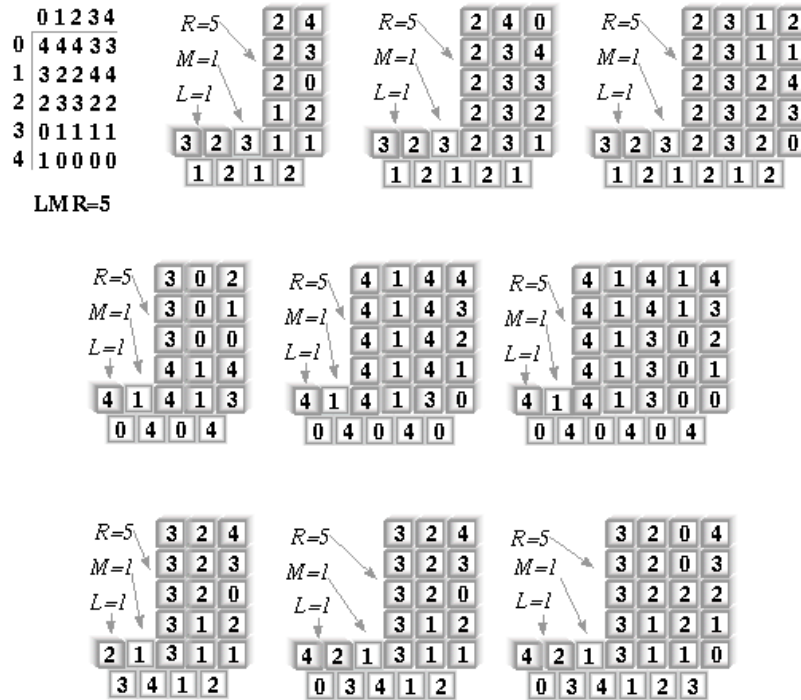 0 1 2 3 4
0 4 4 4 3 3
1 3 2 2 4 4
2 2 3 3 2 2
3 0 1 1 1 1
4 1 0 0 0 0
LMR=5
R=5
M=1
L=1
2 4
2 3
2 0
1 2
3 2 3 1 1
1 2 1 2
R=5
M=1
L=1
2 4 0
2 3 4
2 3 3
2 3 2
3 2 3 2 3 1
1 2 1 2 1
R=5
M=1
L=1
2 3 1 2
2 3 1 1
2 3 2 4
2 3 2 3
3 2 3 2 3 2 0
1 2 1 2 1 2
R=5
M=1
L=1
3 0 2
3 0 1
3 0 0
4 1 4
4 1 4 1 3
0 4 0 4
R=5
M=1
L=1
4 1 4 4
4 1 4 3
4 1 4 2
4 1 4 1
4 1 4 1 3 0
0 4 0 4 0
R=5
M=1
L=1
4 1 4 1 4
4 1 4 1 3
4 1 3 0 2
4 1 3 0 1
4 1 4 1 3 0 0
0 4 0 4 0 4
R=5
M=1
L=1
3 2 4
3 2 3
3 2 0
3 1 2
2 1 3 1 1
3 4 1 2
R=5
M=1
L=1
3 2 4
3 2 3
3 2 0
3 1 2
4 2 1 3 1 1
0 3 4 1 2
R=5
M=1
L=1
3 2 0 4
3 2 0 3
3 2 2 2
3 1 2 1
4 2 1 3 1 1 0
0 3 4 1 2 3